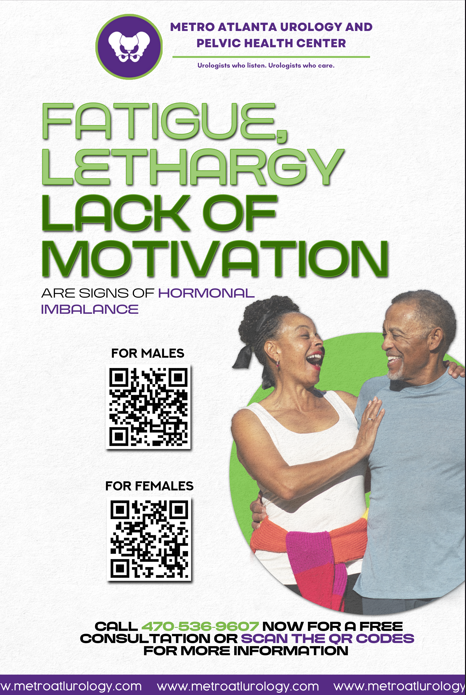 METRO ATLANTA UROLOGY AND
PELVIC HEALTH CENTER
Urologists who listen. Urologists who care.
FATIGUE,
LETHARGY
LACK OF
MOTIVATION
ARE SIGNS OF HORMONAL
IMBALANCE
FOR MALES
FOR FEMALES
CALL 470-536-9607 NOW FOR A FREE
CONSULTATION OR SCAN THE QR CODES
FOR MORE INFORMATION
w.metroatlurology.com www.metroatlurology.com www.metroatlurology.co